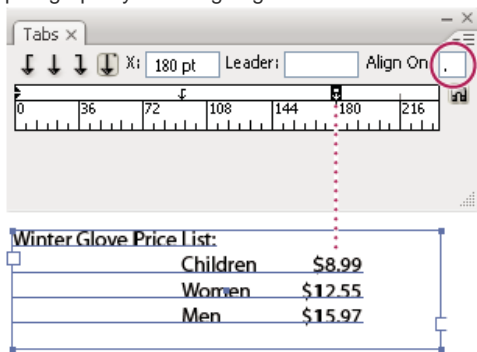 Tabs ×
X: 180 pt Leader: Align On: .
0 36 72 108 144 180 216
Winter Glove Price List:
Children $8.99
Women $12.55
Men $15.97